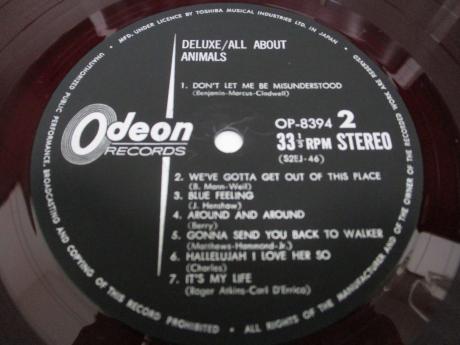 MFD. UNDER LICENCE BY TOSHIBA MUSICAL INDUSTRIES LTD. IN JAPAN •
UNAUTHORIZED PUBLIC PERFORMANCE, BROADCASTING AND COPYING OF THIS RECORD PROHIBITED • ALL RIGHTS OF THE MANUFACTURER AND OF THE OWNER OF THE RECORDED WORK ARE RESERVED
DELUXE/ALL ABOUT
ANIMALS
1. DON'T LET ME BE MISUNDERSTOOD
(Benjamin-Marcus-Cladwell)
Odeon
RECORDS
OP-8394 2
33 1/3 RPM STEREO
(S2EJ-46)
2. WE'VE GOTTA GET OUT OF THIS PLACE
(B. Mann-Weil)
3. BLUE FEELING
(J. Henshaw)
4. AROUND AND AROUND
(Berry)
5. GONNA SEND YOU BACK TO WALKER
(Matthews-Hammond-Jr.)
6. HALLELUJAH I LOVE HER SO
(Charles)
7. IT'S MY LIFE
(Roger Atkins-Carl D'Errico)